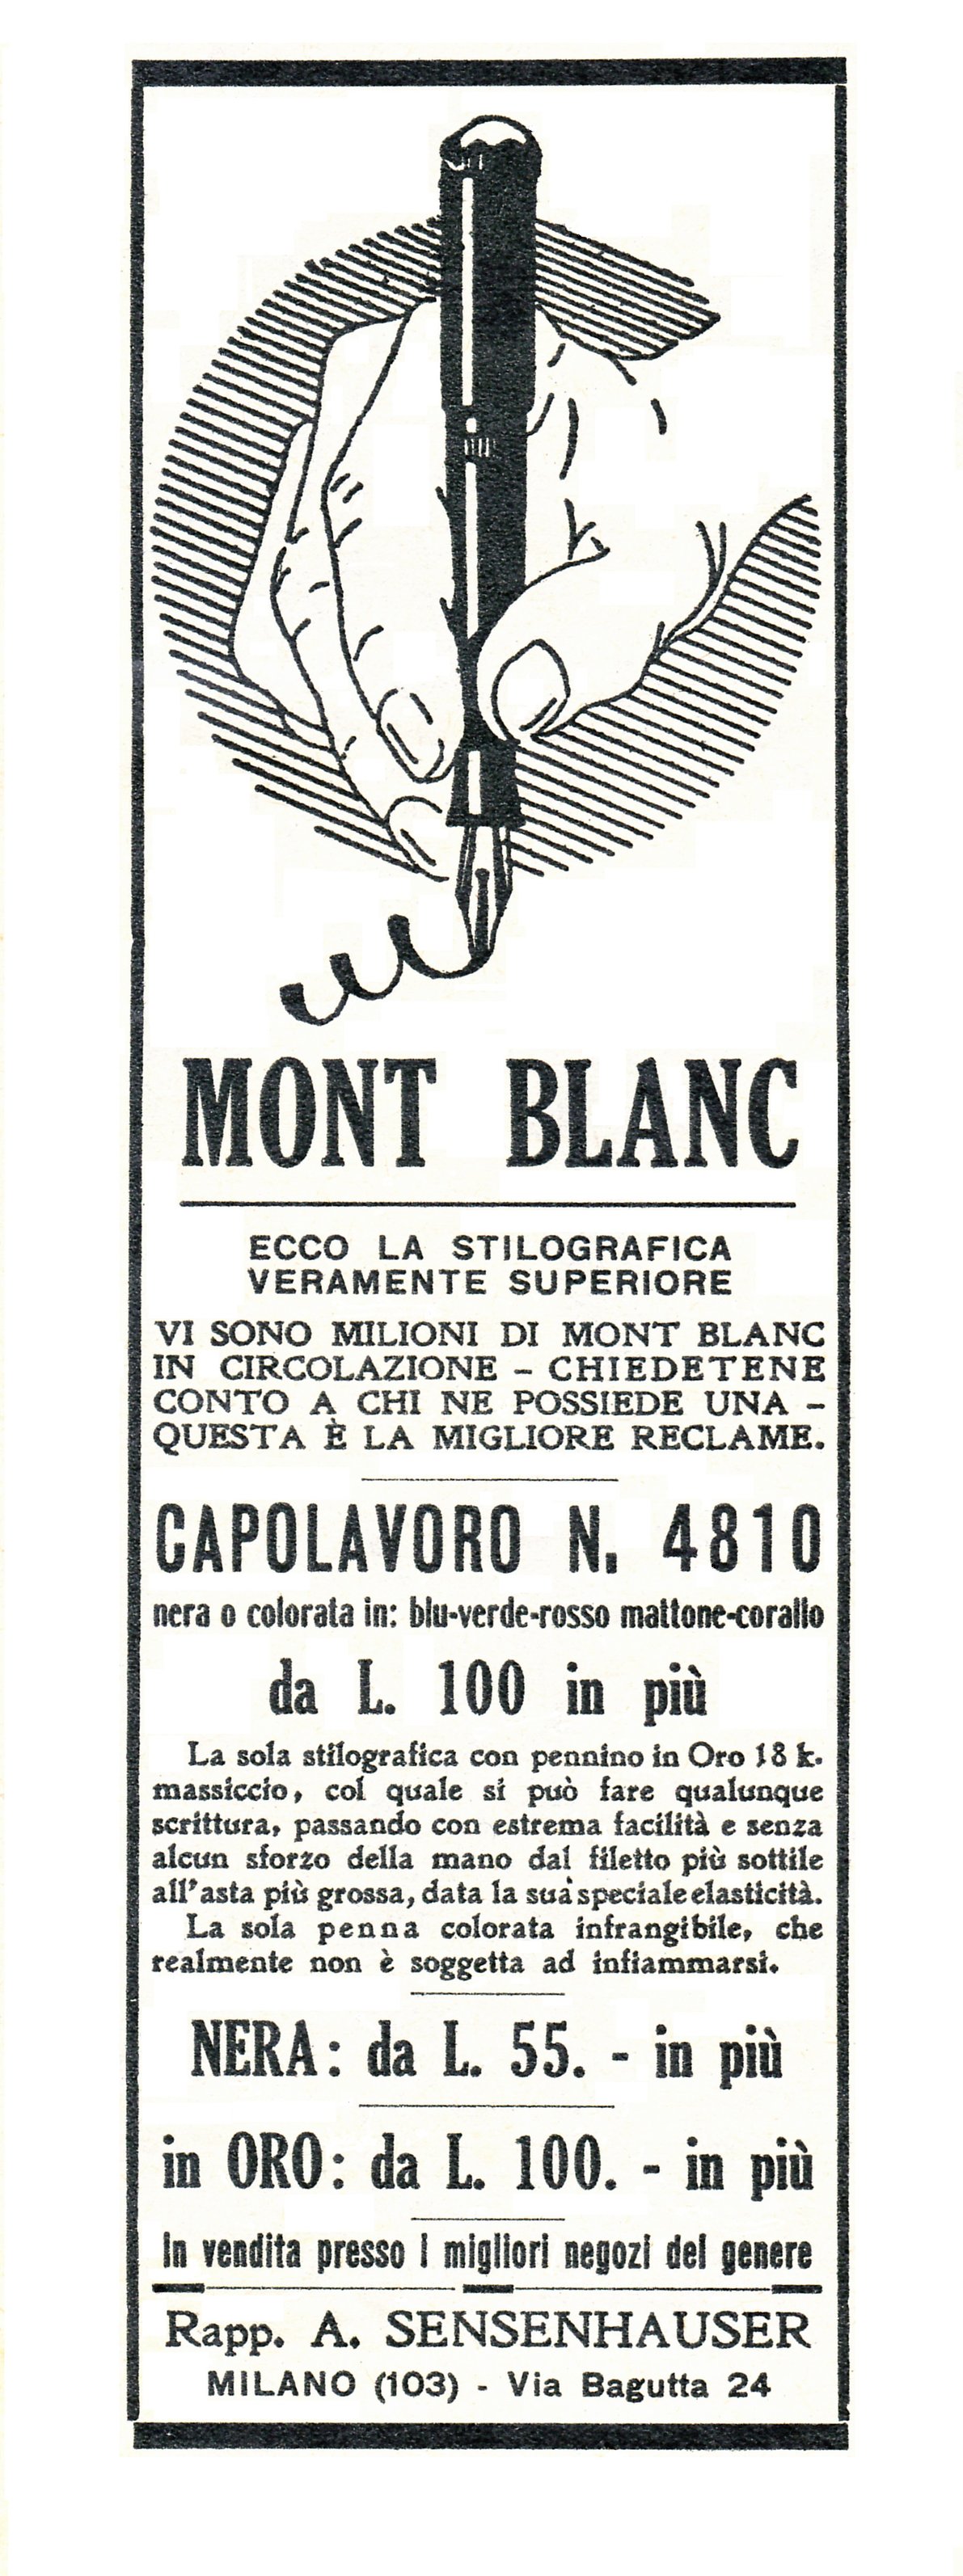 MONT BLANC
ECCO LA STILOGRAFICA
VERAMENTE SUPERIORE
VI SONO MILIONI DI MONT BLANC
IN CIRCOLAZIONE - CHIEDETENE
CONTO A CHI NE POSSIEDE UNA -
QUESTA È LA MIGLIORE RECLAME.
CAPOLAVORO N. 4810
nera o colorata in: blu-verde-rosso mattone-corallo
da L. 100 in più
La sola stilografica con pennino in Oro 18 k.
massiccio, col quale si può fare qualunque
scrittura, passando con estrema facilità e senza
alcun sforzo della mano dal filetto più sottile
all'asta più grossa, data la sua speciale elasticità.
La sola penna colorata infrangibile, che
realmente non è soggetta ad infiammarsi.
NERA: da L. 55. - in più
in ORO: da L. 100. - in più
In vendita presso i migliori negozi del genere
Rapp. A. SENSENHAUSER
MILANO (103) - Via Bagutta 24